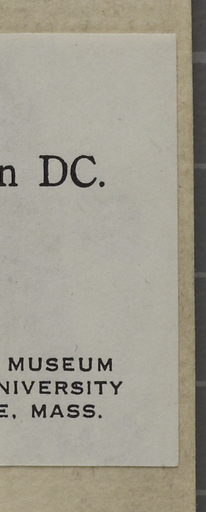 n DC.
MUSEUM
NIVERSITY
E, MASS.